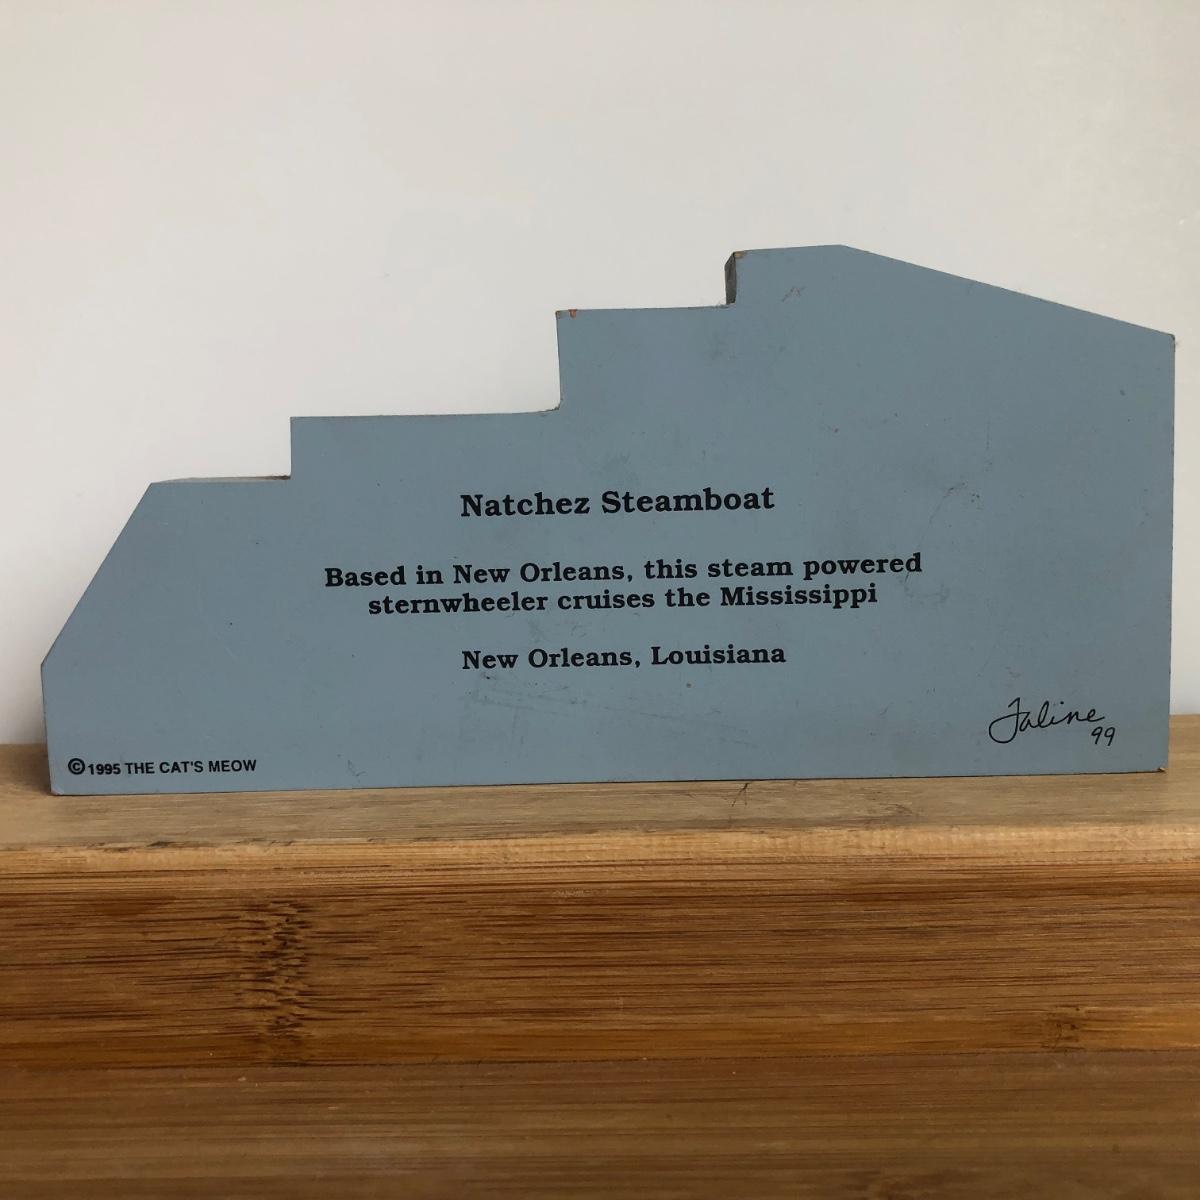 Natchez Steamboat
Based in New Orleans, this steam powered
sternwheeler cruises the Mississippi
New Orleans, Louisiana
Faline
99
©1995 THE CAT'S MEOW